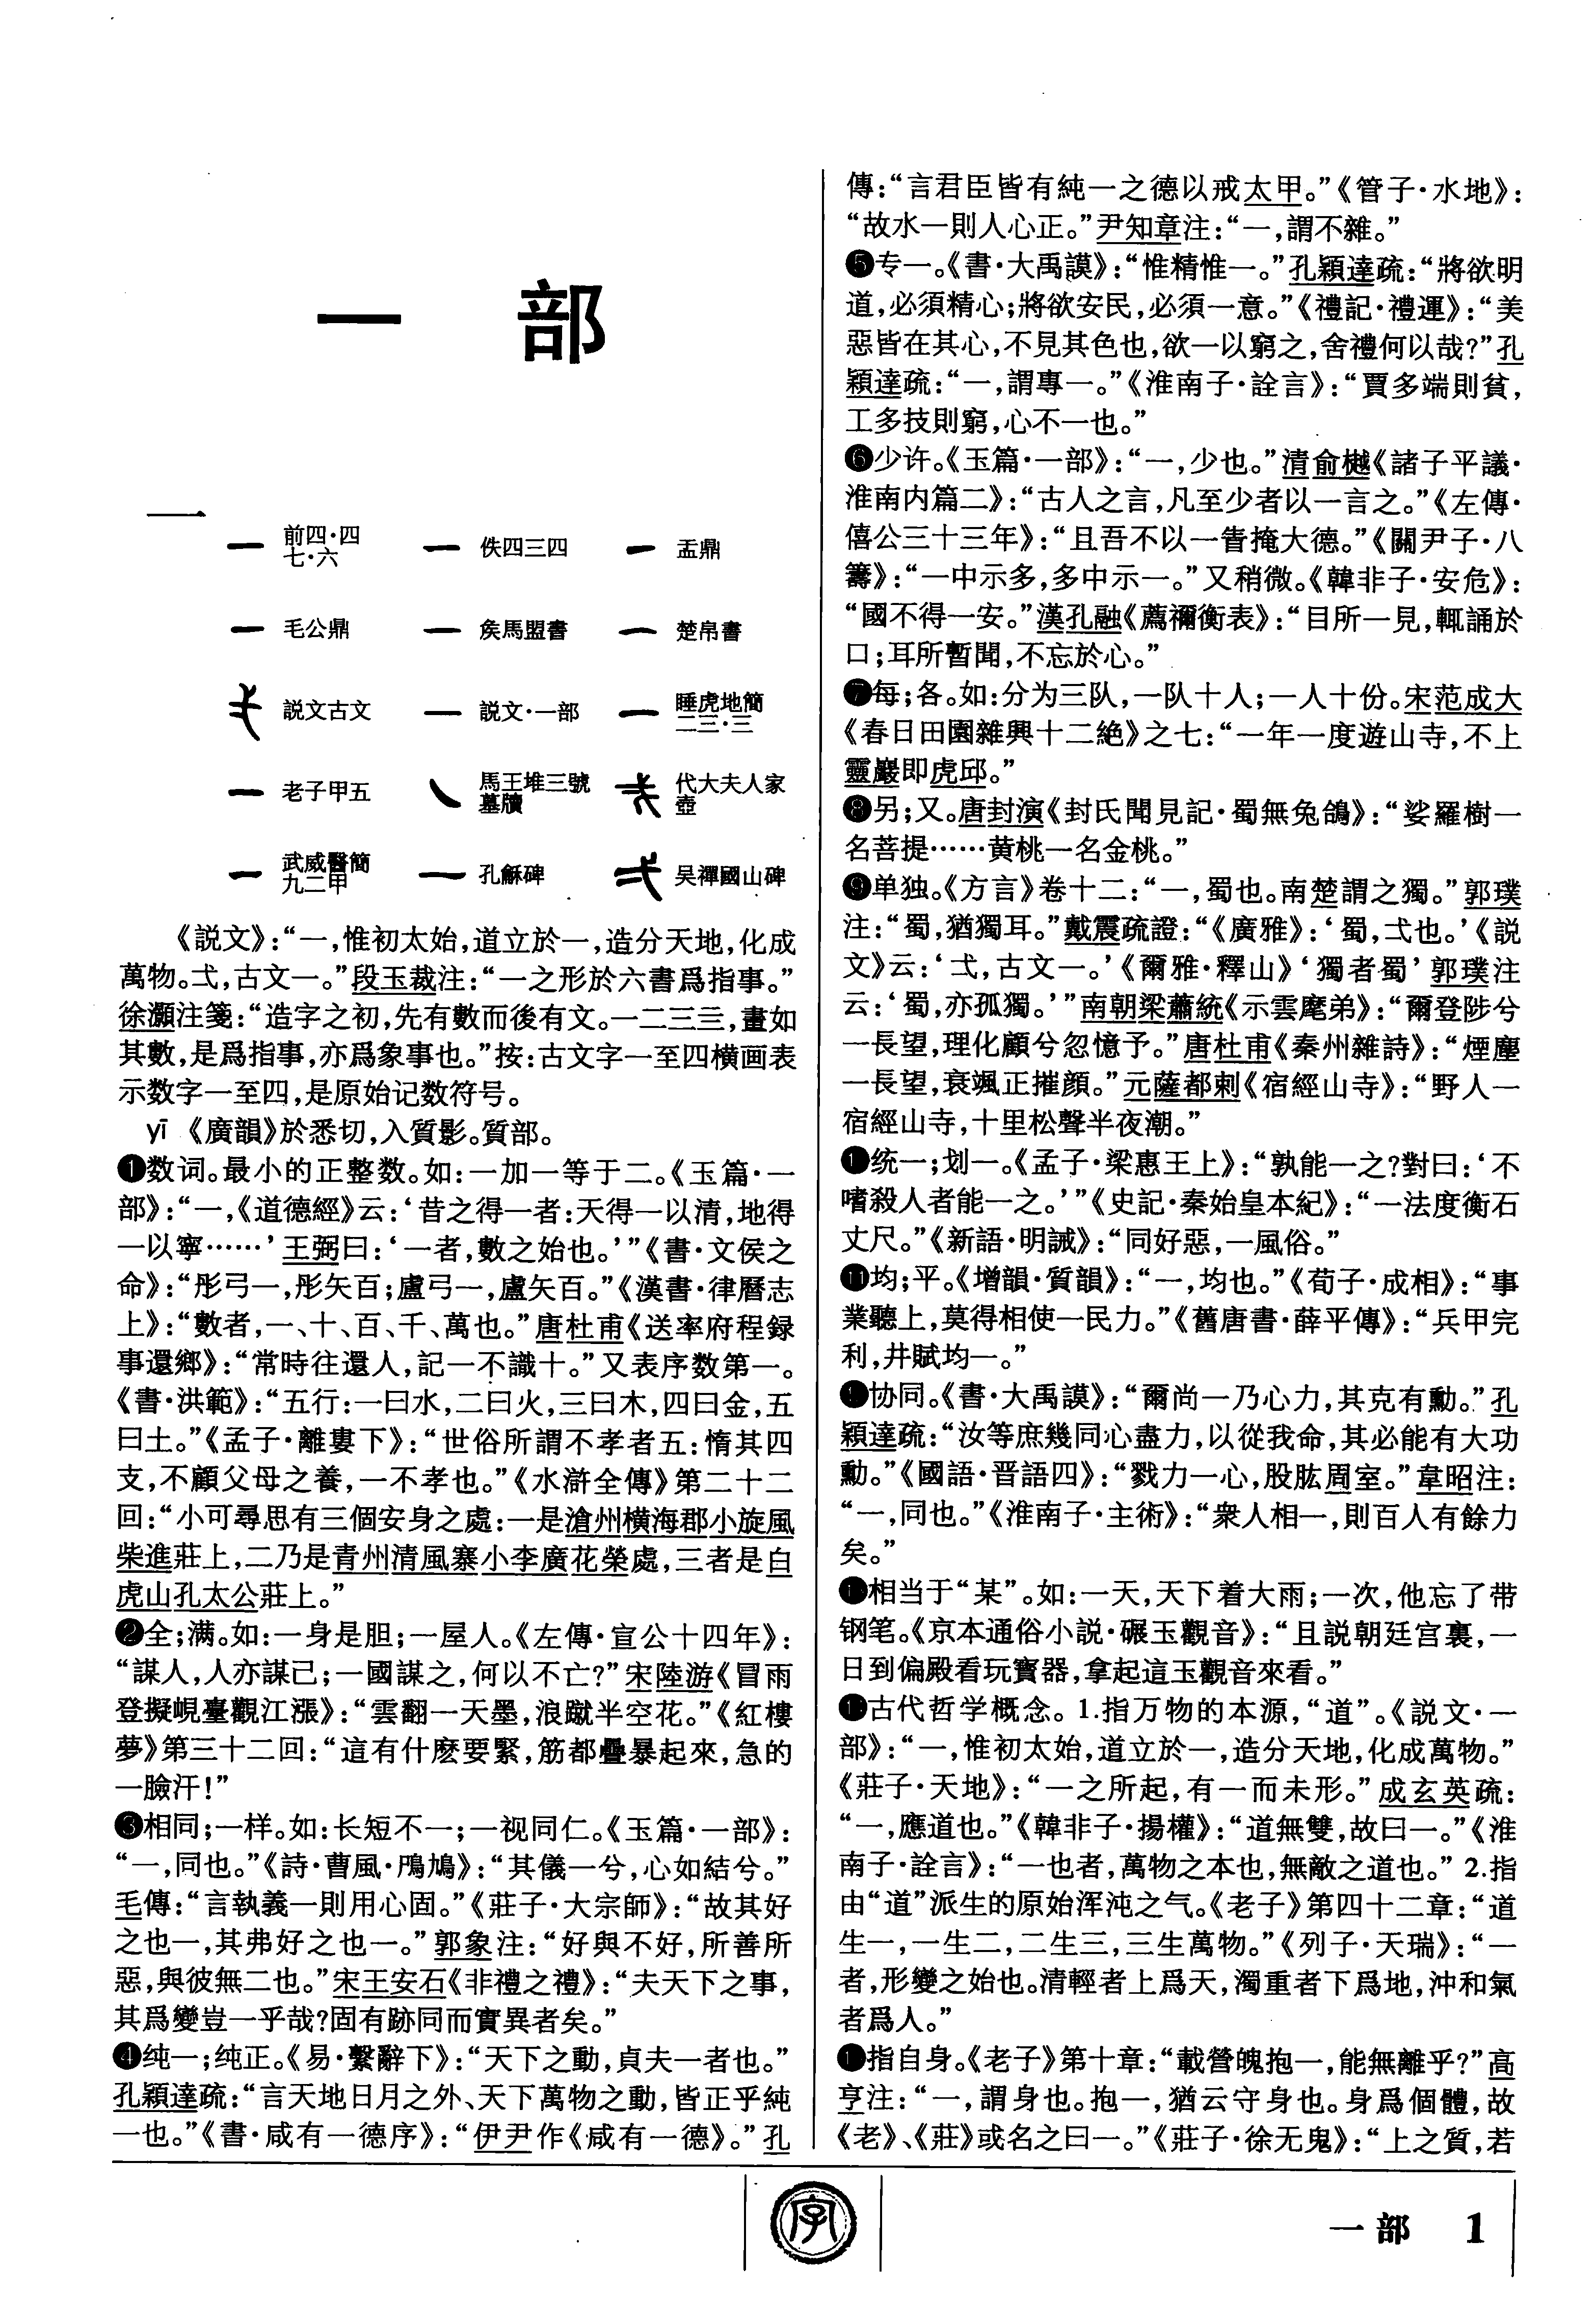 一 部
一
一 前四·四七·六 一 佚四三四 一 盂鼎
一 毛公鼎 一 矦馬盟書 一 楚帛書
説文古文 一 説文·一部 一 睡虎地簡二三·三
一 老子甲五 馬王堆三號墓牘 代大夫人家壺
一 武威醫簡九二甲 一 孔龢碑 吴禪國山碑
《説文》:“一,惟初太始,道立於一,造分天地,化成
萬物。弌,古文一。”段玉裁注:“一之形於六書爲指事。”
徐灝注箋:“造字之初,先有數而後有文。一二三亖,畫如
其數,是爲指事,亦爲象事也。”按:古文字一至四横画表
示数字一至四,是原始记数符号。
yī 《廣韻》於悉切,入質影。質部。
❶数词。最小的正整数。如:一加一等于二。《玉篇·一
部》:“一,《道德經》云:‘昔之得一者:天得一以清,地得
一以寧……’王弼曰:‘一者,數之始也。’”《書·文侯之
命》:“彤弓一,彤矢百;盧弓一,盧矢百。”《漢書·律曆志
上》:“數者,一、十、百、千、萬也。”唐杜甫《送率府程録
事還鄉》:“常時往還人,記一不識十。”又表序数第一。
《書·洪範》:“五行:一曰水,二曰火,三曰木,四曰金,五
曰土。”《孟子·離婁下》:“世俗所謂不孝者五:惰其四
支,不顧父母之養,一不孝也。”《水滸全傳》第二十二
回:“小可尋思有三個安身之處:一是滄州横海郡小旋風
柴進莊上,二乃是青州清風寨小李廣花榮處,三者是白
虎山孔太公莊上。”
❷全;满。如:一身是胆;一屋人。《左傳·宣公十四年》:
“謀人,人亦謀己;一國謀之,何以不亡?”宋陸游《冒雨
登擬峴臺觀江漲》:“雲翻一天墨,浪蹴半空花。”《紅樓
夢》第三十二回:“這有什麽要緊,筋都疊暴起來,急的
一臉汗!”
❸相同;一样。如:长短不一;一视同仁。《玉篇·一部》:
“一,同也。”《詩·曹風·鳲鳩》:“其儀一兮,心如結兮。”
毛傳:“言執義一則用心固。”《莊子·大宗師》:“故其好
之也一,其弗好之也一。”郭象注:“好與不好,所善所
惡,與彼無二也。”宋王安石《非禮之禮》:“夫天下之事,
其爲變豈一乎哉?固有跡同而實異者矣。”
❹纯一;纯正。《易·繫辭下》:“天下之動,貞夫一者也。”
孔穎達疏:“言天地日月之外、天下萬物之動,皆正乎純
一也。”《書·咸有一德序》:“伊尹作《咸有一德》。”孔
傳:“言君臣皆有純一之德以戒太甲。”《管子·水地》:
“故水一則人心正。”尹知章注:“一,謂不雜。”
❺专一。《書·大禹謨》:“惟精惟一。”孔穎達疏:“將欲明
道,必須精心;將欲安民,必須一意。”《禮記·禮運》:“美
惡皆在其心,不見其色也,欲一以窮之,舍禮何以哉?”孔
穎達疏:“一,謂專一。”《淮南子·詮言》:“賈多端則貧,
工多技則窮,心不一也。”
❻少许。《玉篇·一部》:“一,少也。”清俞樾《諸子平議·
淮南内篇二》:“古人之言,凡至少者以一言之。”《左傳·
僖公三十三年》:“且吾不以一眚掩大德。”《關尹子·八
籌》:“一中示多,多中示一。”又稍微。《韓非子·安危》:
“國不得一安。”漢孔融《薦禰衡表》:“目所一見,輒誦於
口;耳所暫聞,不忘於心。”
❼每;各。如:分为三队,一队十人;一人十份。宋范成大
《春日田園雜興十二絶》之七:“一年一度遊山寺,不上
靈巖即虎邱。”
❽另;又。唐封演《封氏聞見記·蜀無兔鴿》:“娑羅樹一
名菩提……黄桃一名金桃。”
❾单独。《方言》卷十二:“一,蜀也。南楚謂之獨。”郭璞
注:“蜀,猶獨耳。”戴震疏證:“《廣雅》:‘蜀,弌也。’《説
文》云:‘弌,古文一。’《爾雅·釋山》‘獨者蜀’郭璞注
云:‘蜀,亦孤獨。’”南朝梁蕭統《示雲麾弟》:“爾登陟兮
一長望,理化顧兮忽憶予。”唐杜甫《秦州雜詩》:“煙塵
一長望,衰颯正摧顔。”元薩都剌《宿經山寺》:“野人一
宿經山寺,十里松聲半夜潮。”
❿统一;划一。《孟子·梁惠王上》:“孰能一之?對曰:‘不
嗜殺人者能一之。’”《史記·秦始皇本紀》:“一法度衡石
丈尺。”《新語·明誡》:“同好惡,一風俗。”
⓫均;平。《增韻·質韻》:“一,均也。”《荀子·成相》:“事
業聽上,莫得相使一民力。”《舊唐書·薛平傳》:“兵甲完
利,井賦均一。”
⓬协同。《書·大禹謨》:“爾尚一乃心力,其克有勳。”孔
穎達疏:“汝等庶幾同心盡力,以從我命,其必能有大功
勳。”《國語·晋語四》:“戮力一心,股肱周室。”韋昭注:
“一,同也。”《淮南子·主術》:“衆人相一,則百人有餘力
矣。”
⓭相当于“某”。如:一天,天下着大雨;一次,他忘了带
钢笔。《京本通俗小説·碾玉觀音》:“且説朝廷宫裏,一
日到偏殿看玩寳器,拿起這玉觀音來看。”
⓮古代哲学概念。1.指万物的本源,“道”。《説文·一
部》:“一,惟初太始,道立於一,造分天地,化成萬物。”
《莊子·天地》:“一之所起,有一而未形。”成玄英疏:
“一,應道也。”《韓非子·揚權》:“道無雙,故曰一。”《淮
南子·詮言》:“一也者,萬物之本也,無敵之道也。” 2.指
由“道”派生的原始浑沌之气。《老子》第四十二章:“道
生一,一生二,二生三,三生萬物。”《列子·天瑞》:“一
者,形變之始也。清輕者上爲天,濁重者下爲地,沖和氣
者爲人。”
⓯指自身。《老子》第十章:“載營魄抱一,能無離乎?”高
亨注:“一,謂身也。抱一,猶云守身也。身爲個體,故
《老》、《莊》或名之曰一。”《莊子·徐无鬼》:“上之質,若
字
一部 1